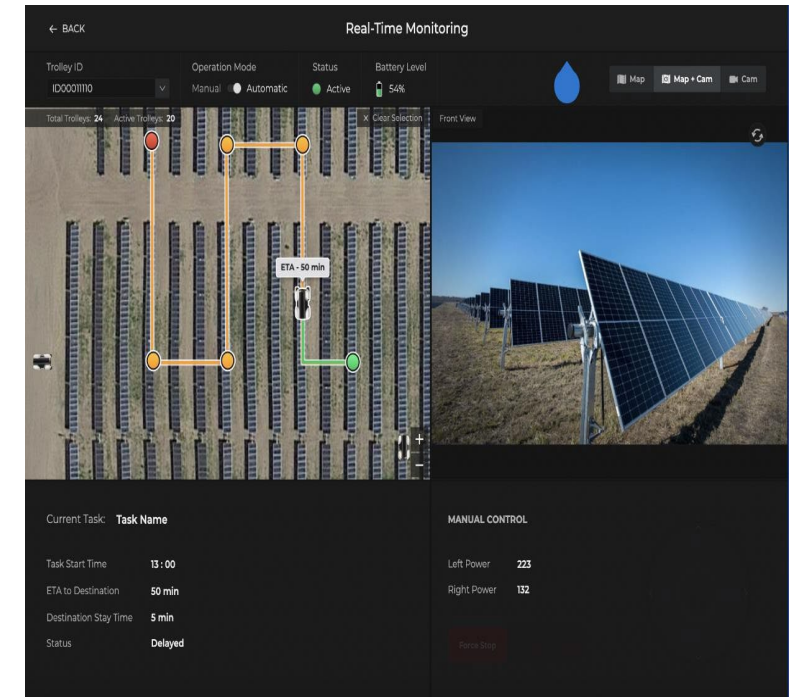 ← BACK
Real-Time Monitoring
Trolley ID
Operation Mode
Status
Battery Level
ID00011110
Manual
Automatic
Active
54%
Map
Map + Cam
Cam
Total Trolleys: 24 Active Trolleys: 20
X Clear Selection
Front View
ETA - 50 min
+
−
Current Task: Task Name
Task Start Time 13 : 00
ETA to Destination 50 min
Destination Stay Time 5 min
Status Delayed
MANUAL CONTROL
Left Power 223
Right Power 132
Force Stop